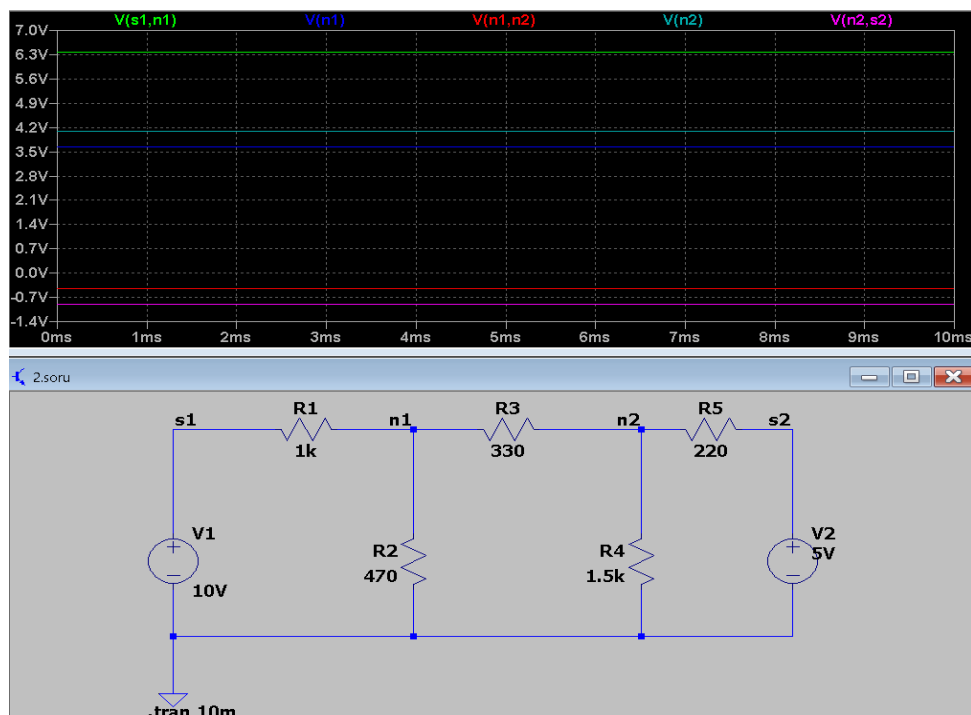 V(s1,n1) V(n1) V(n1,n2) V(n2) V(n2,s2)
7.0V
6.3V
5.6V
4.9V
4.2V
3.5V
2.8V
2.1V
1.4V
0.7V
0.0V
-0.7V
-1.4V
0ms 1ms 2ms 3ms 4ms 5ms 6ms 7ms 8ms 9ms 10ms
2.soru
s1 R1 n1 R3 n2 R5 s2
1k 330 220
V1 V2
R2 R4 5V
470 1.5k
10V
.tran 10m